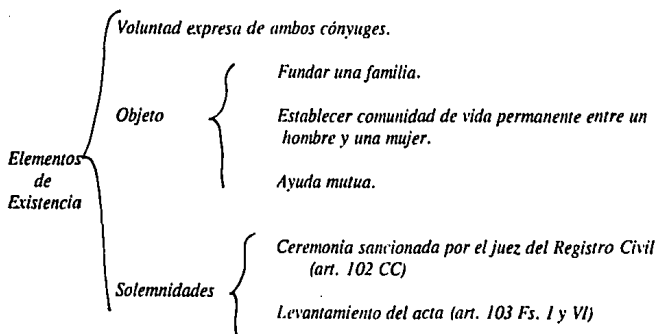 Voluntad expresa de ambos cónyuges.
Objeto
Fundar una familia.
Establecer comunidad de vida permanente entre un
hombre y una mujer.
Ayuda mutua.
Elementos
de
Existencia
Solemnidades
Ceremonia sancionada por el juez del Registro Civil
(art. 102 CC)
Levantamiento del acta (art. 103 Fs. I y VI)